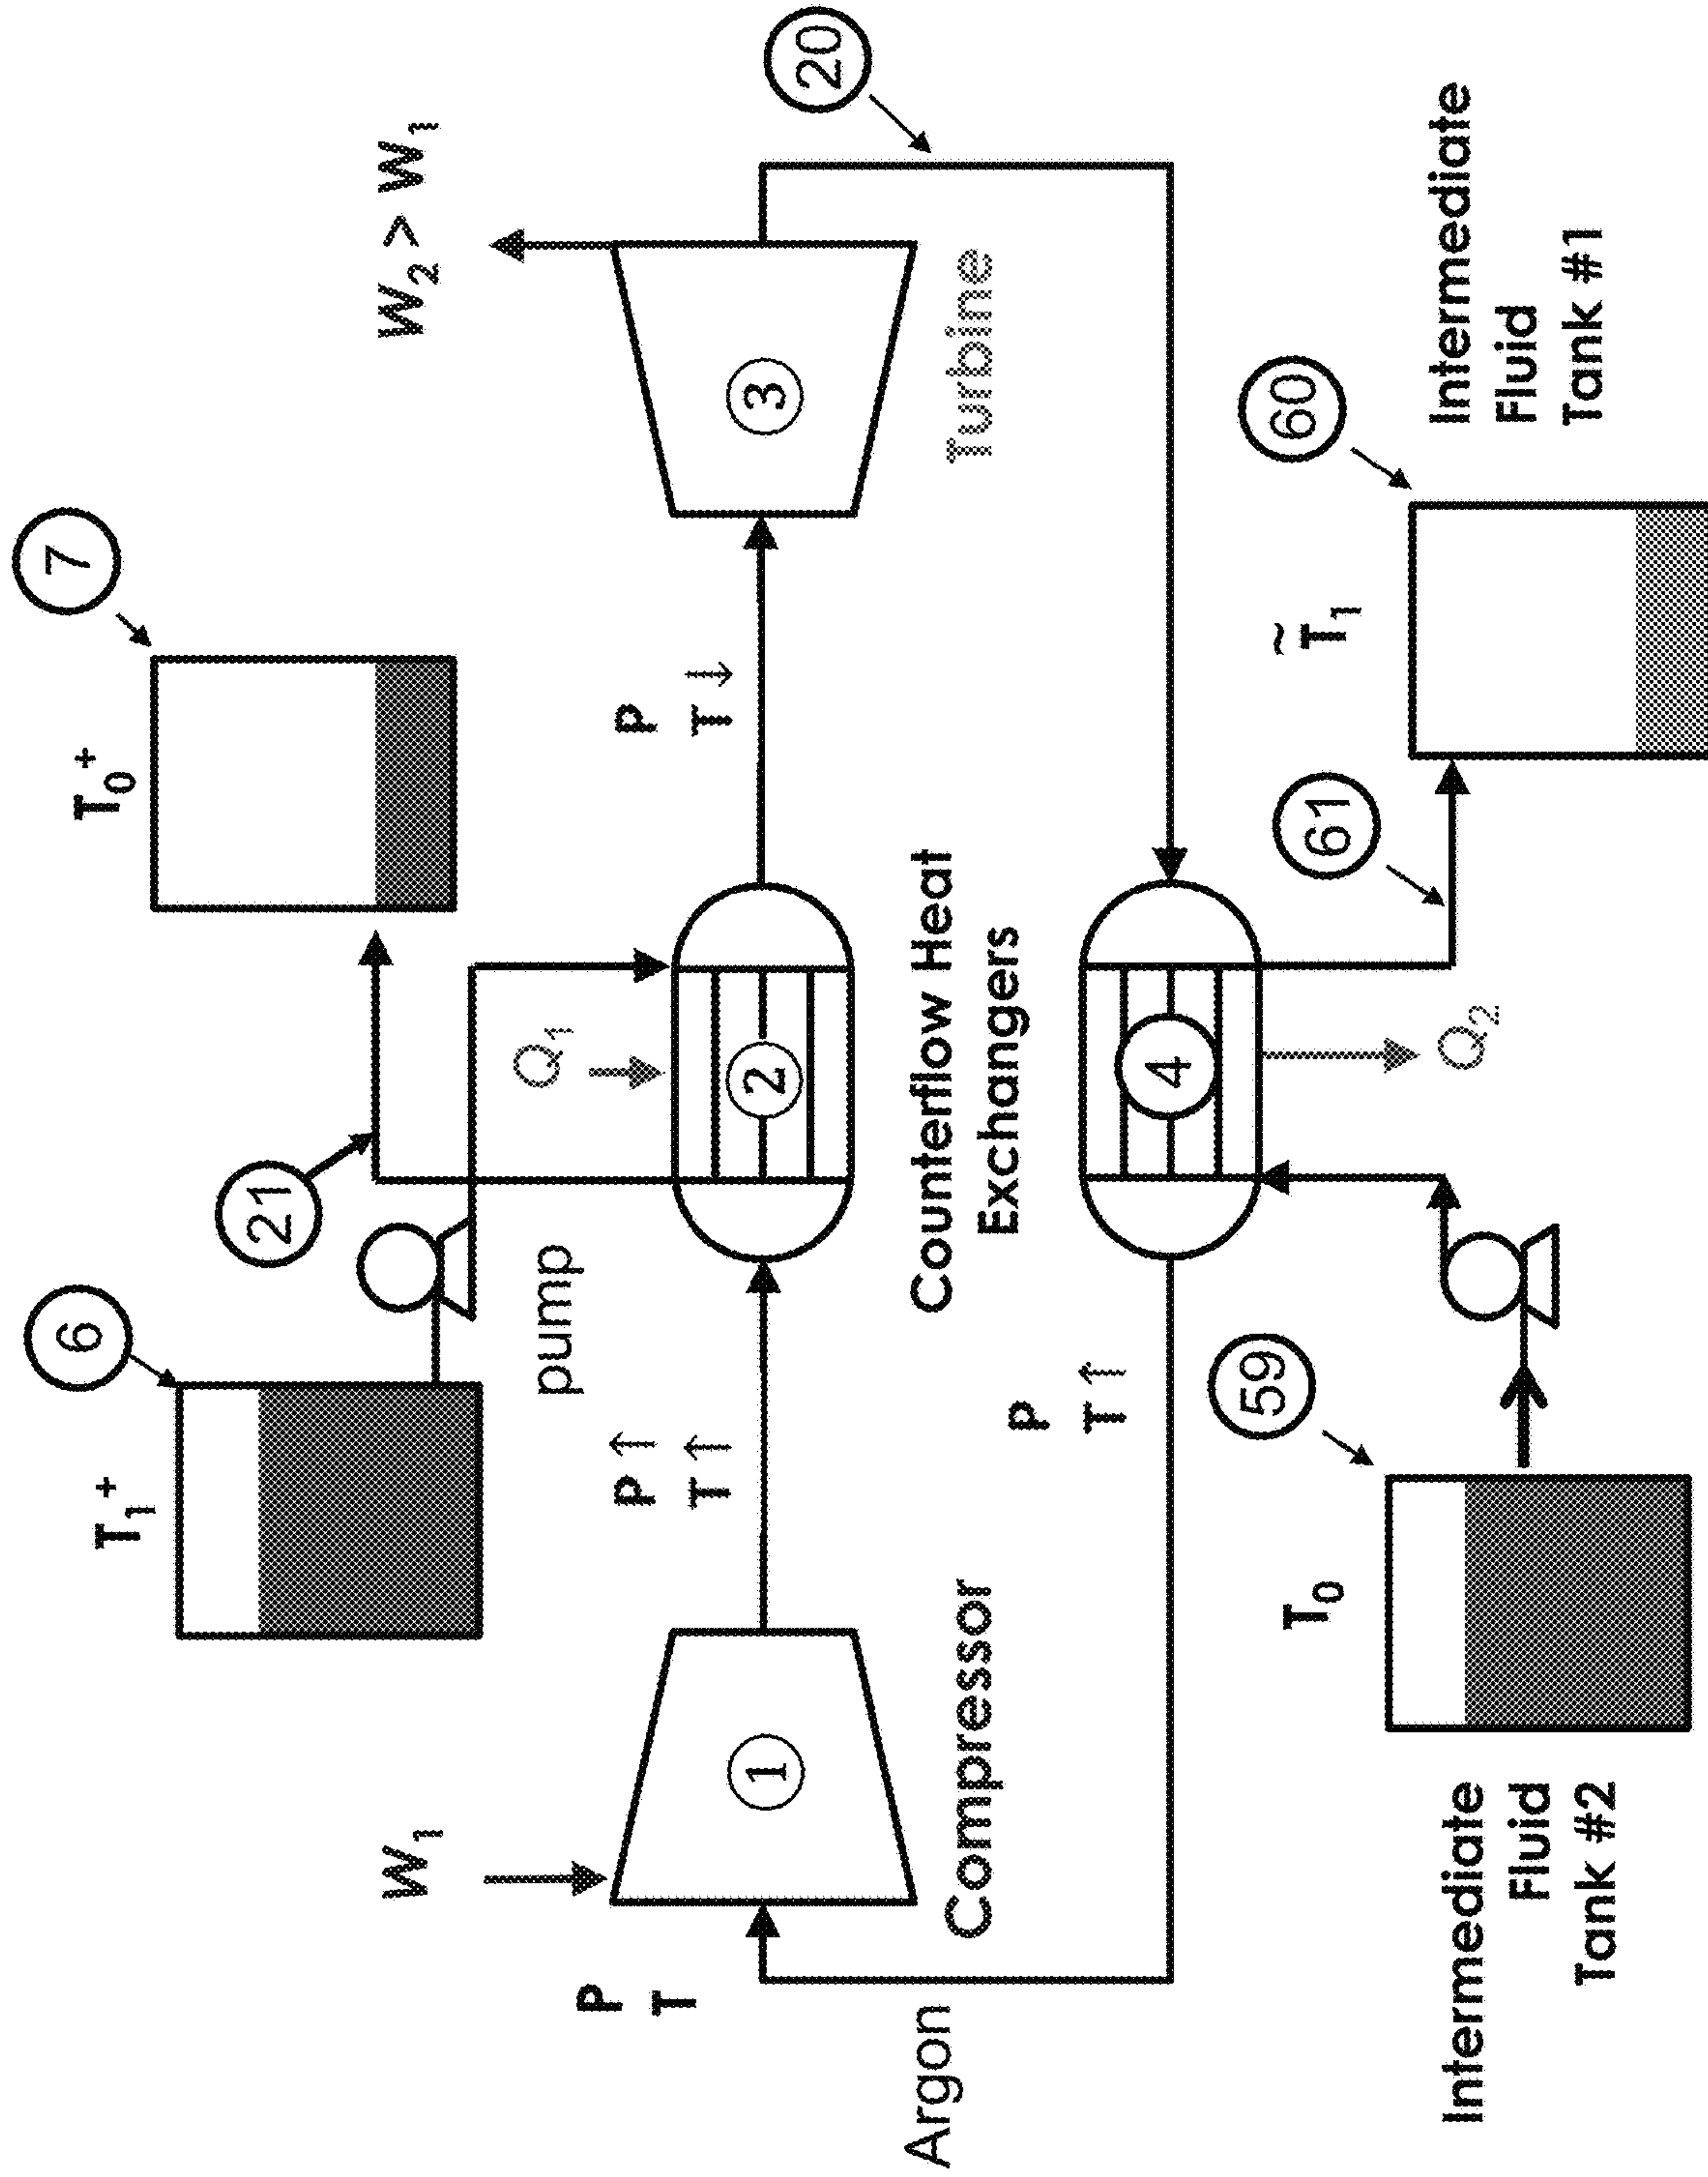 6
T₁⁺
7
T₀⁺
21
W₁
pump
Q₁
W₂ > W₁
20
P
T
P↑
T↑
P
T↓
1
2
3
Compressor
Turbine
Counterflow Heat
Exchangers
Argon
P
T↑
4
59
T₀
61
60
T̃₁
Q₂
Intermediate
Fluid
Tank #2
Intermediate
Fluid
Tank #1